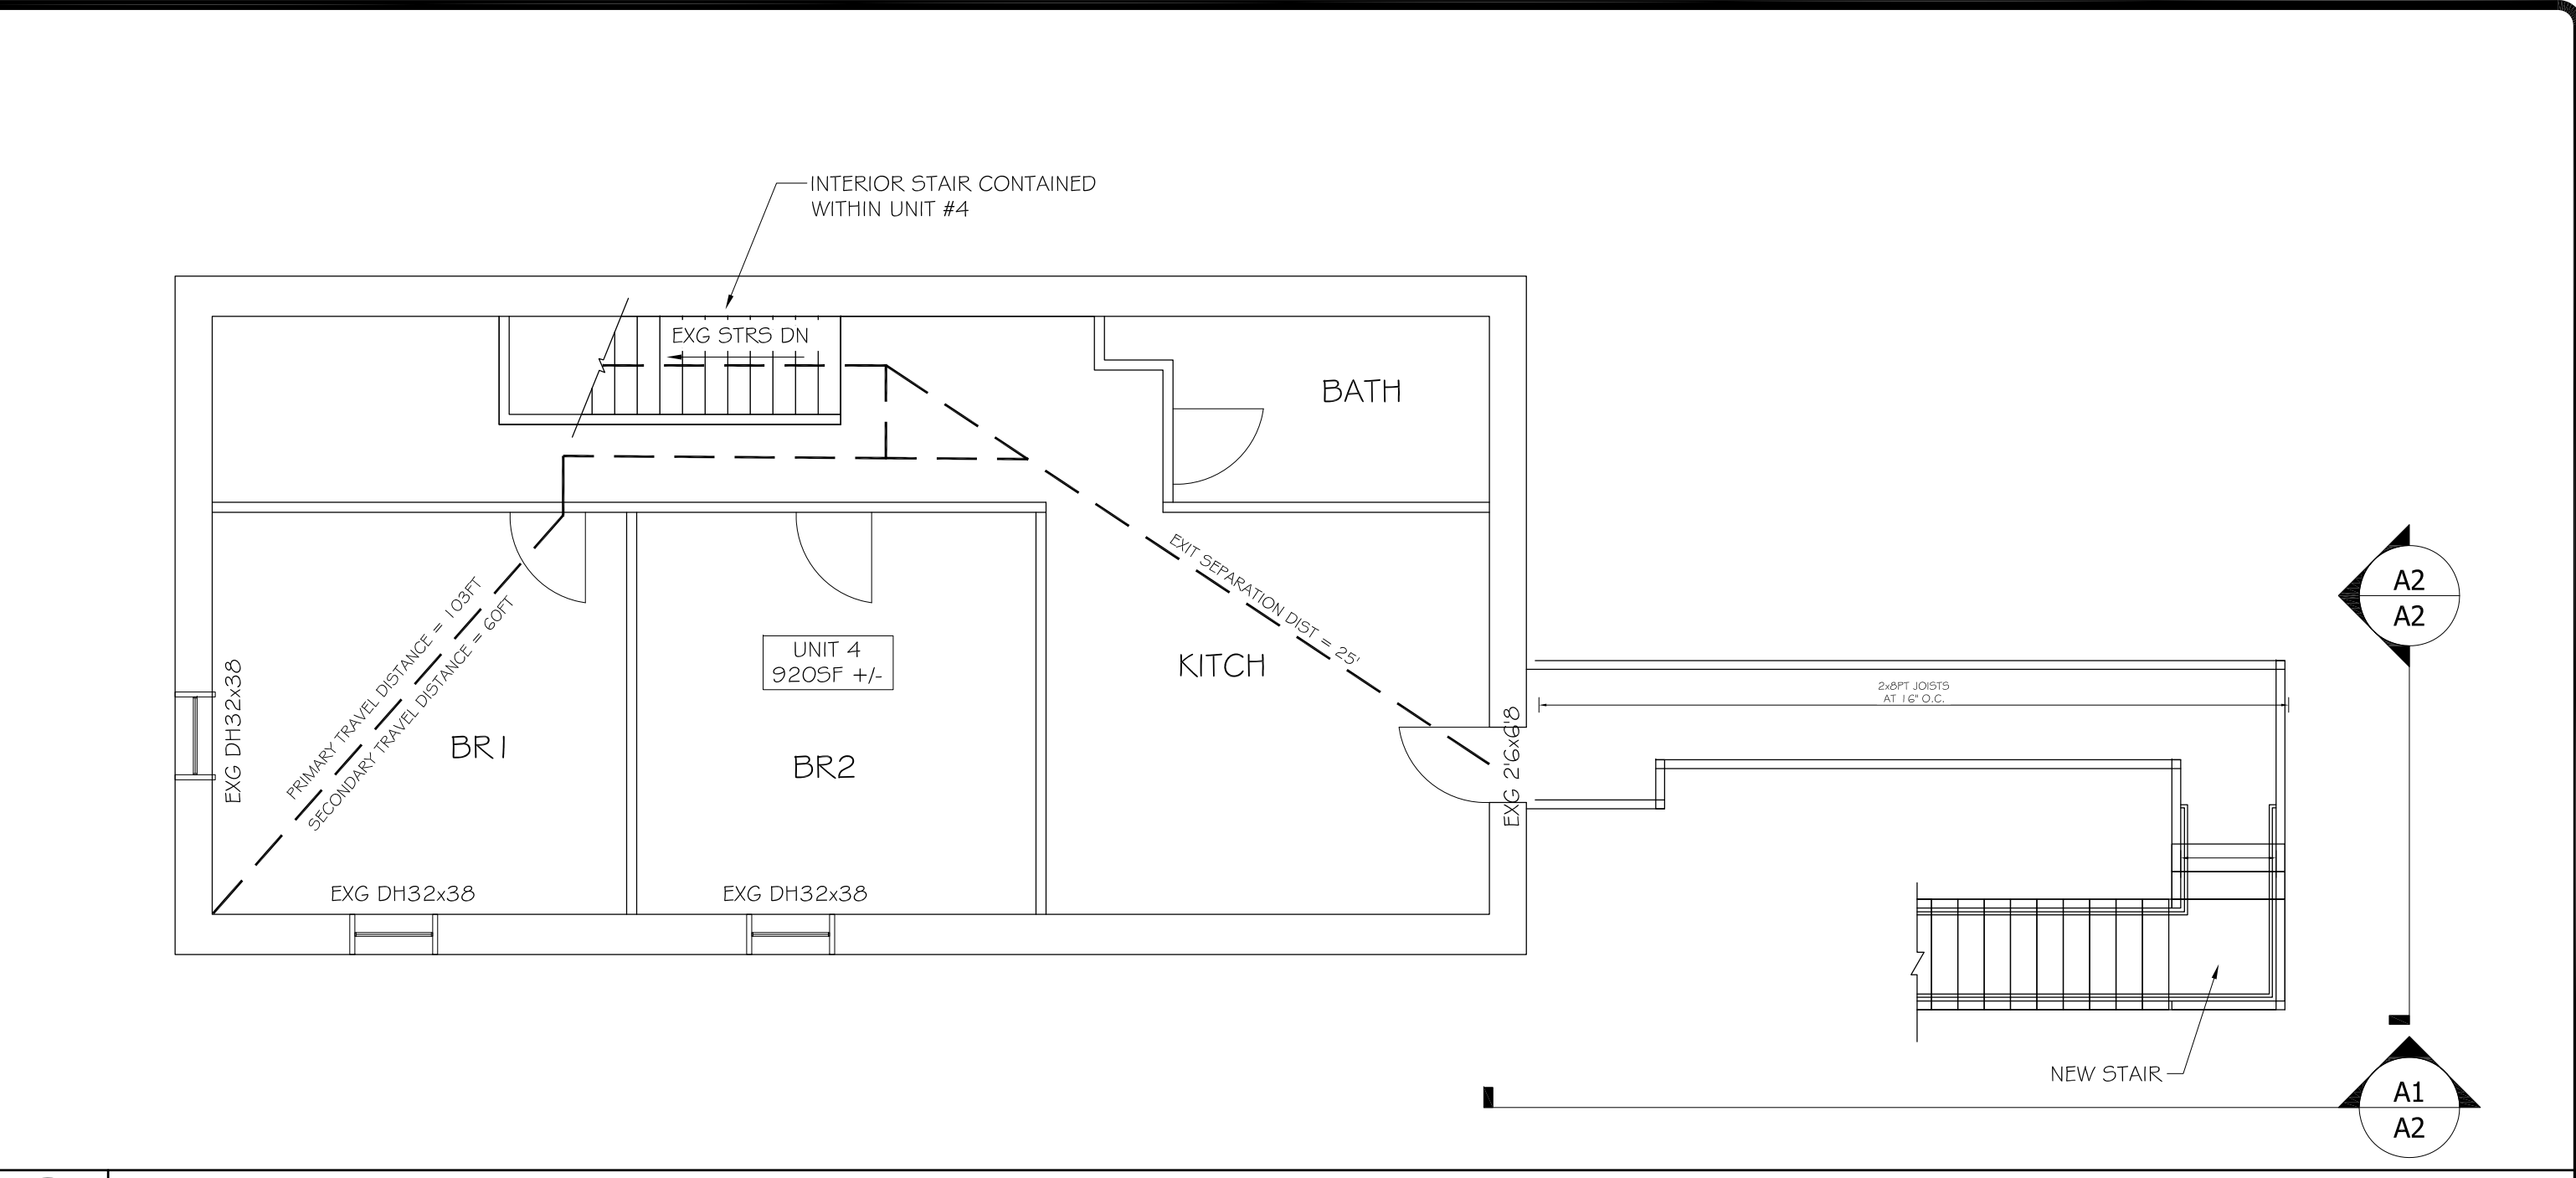 INTERIOR STAIR CONTAINED
WITHIN UNIT #4
EXG STRS DN
BATH
EXIT SEPARATION DIST = 25'
PRIMARY TRAVEL DISTANCE = 103FT
SECONDARY TRAVEL DISTANCE = 60FT
UNIT 4
920SF +/-
KITCH
BR1
BR2
EXG DH32x38
EXG DH32x38
EXG DH32x38
EXG 2'6x6'8
2x8PT JOISTS
AT 16" O.C.
A2
A2
NEW STAIR
A1
A2